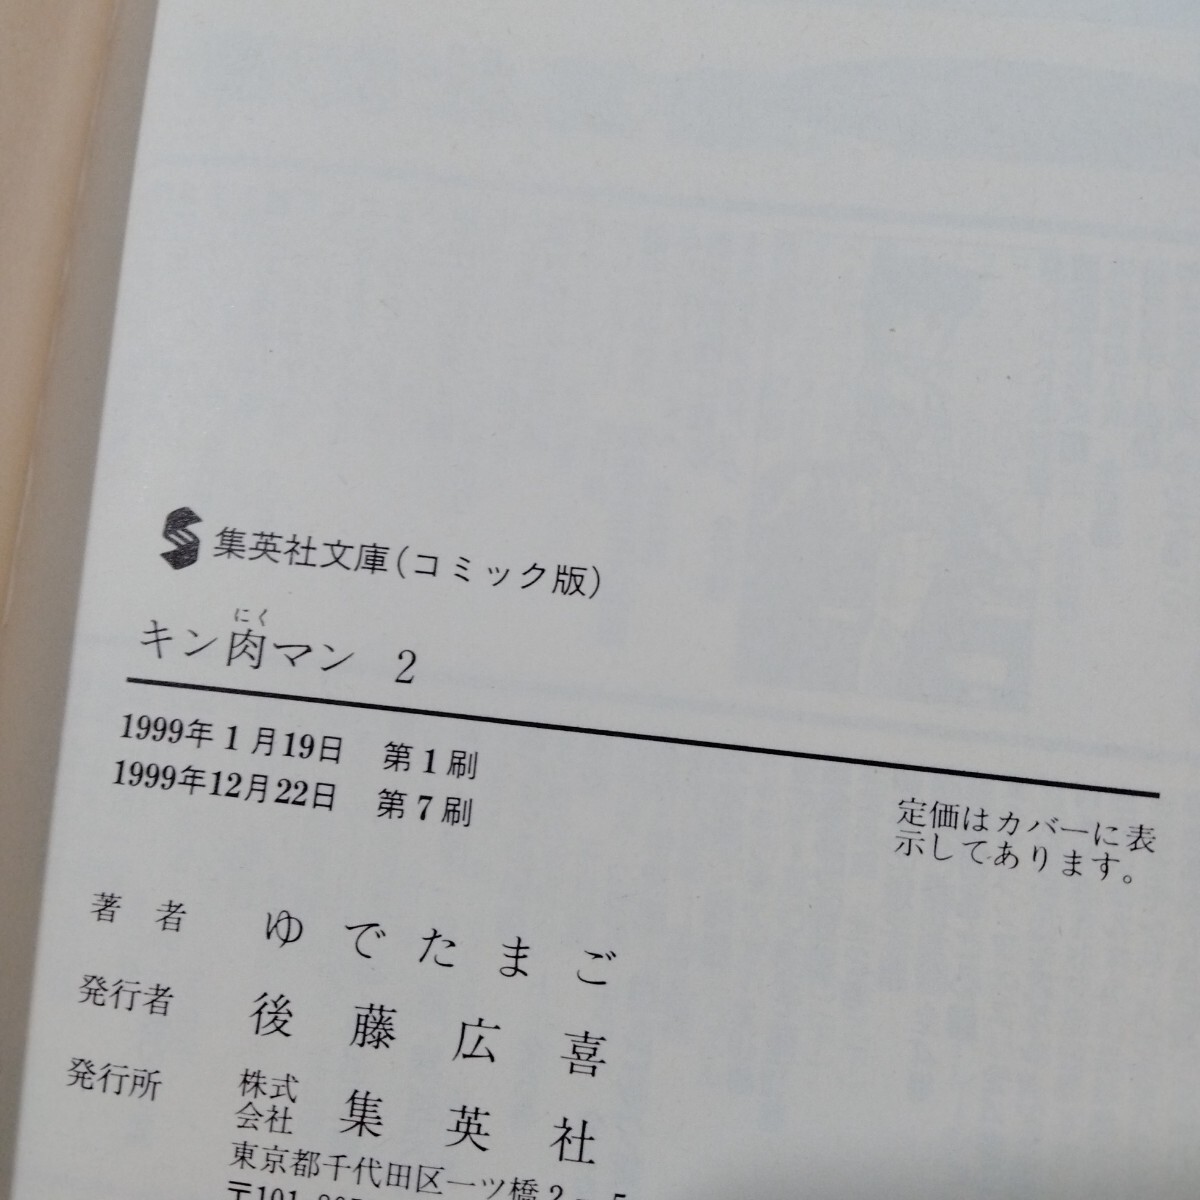 集英社文庫(コミック版)
にく
キン肉マン 2
1999年1月19日 第1刷
1999年12月22日 第7刷
定価はカバーに表
示してあります。
著者 ゆでたまご
発行者 後藤広喜
発行所 株式会社 集英社
東京都千代田区一ツ橋2-5
〒101